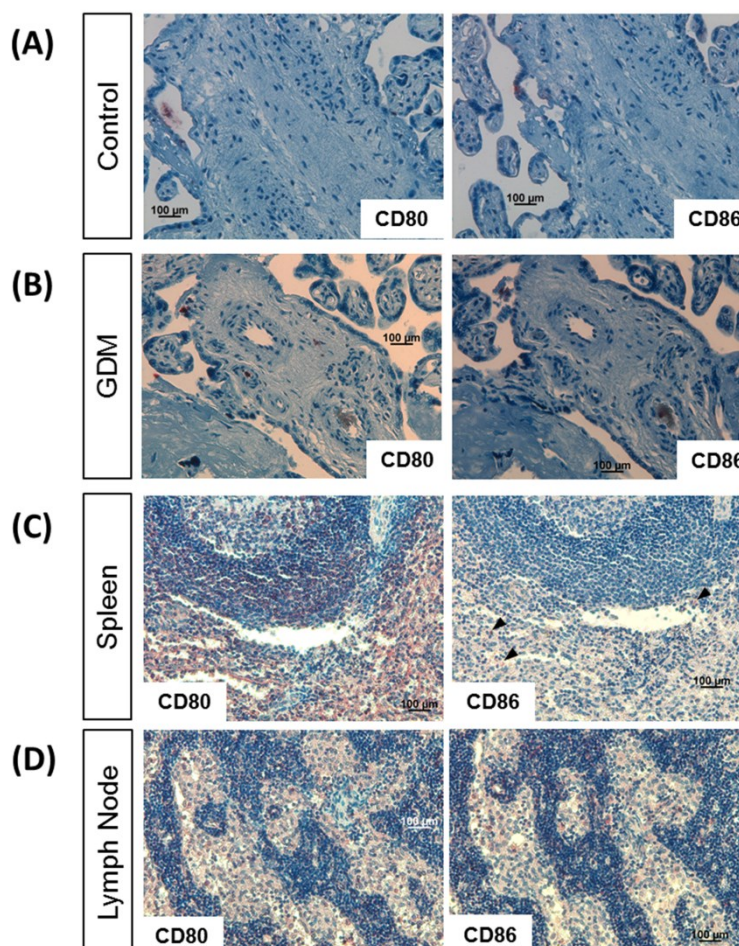 (A)
Control
100 µm
CD80
100 µm
CD86
(B)
GDM
100 µm
CD80
100 µm
CD86
(C)
Spleen
CD80
100 µm
CD86
100 µm
(D)
Lymph Node
CD80
100 µm
CD86
100 µm